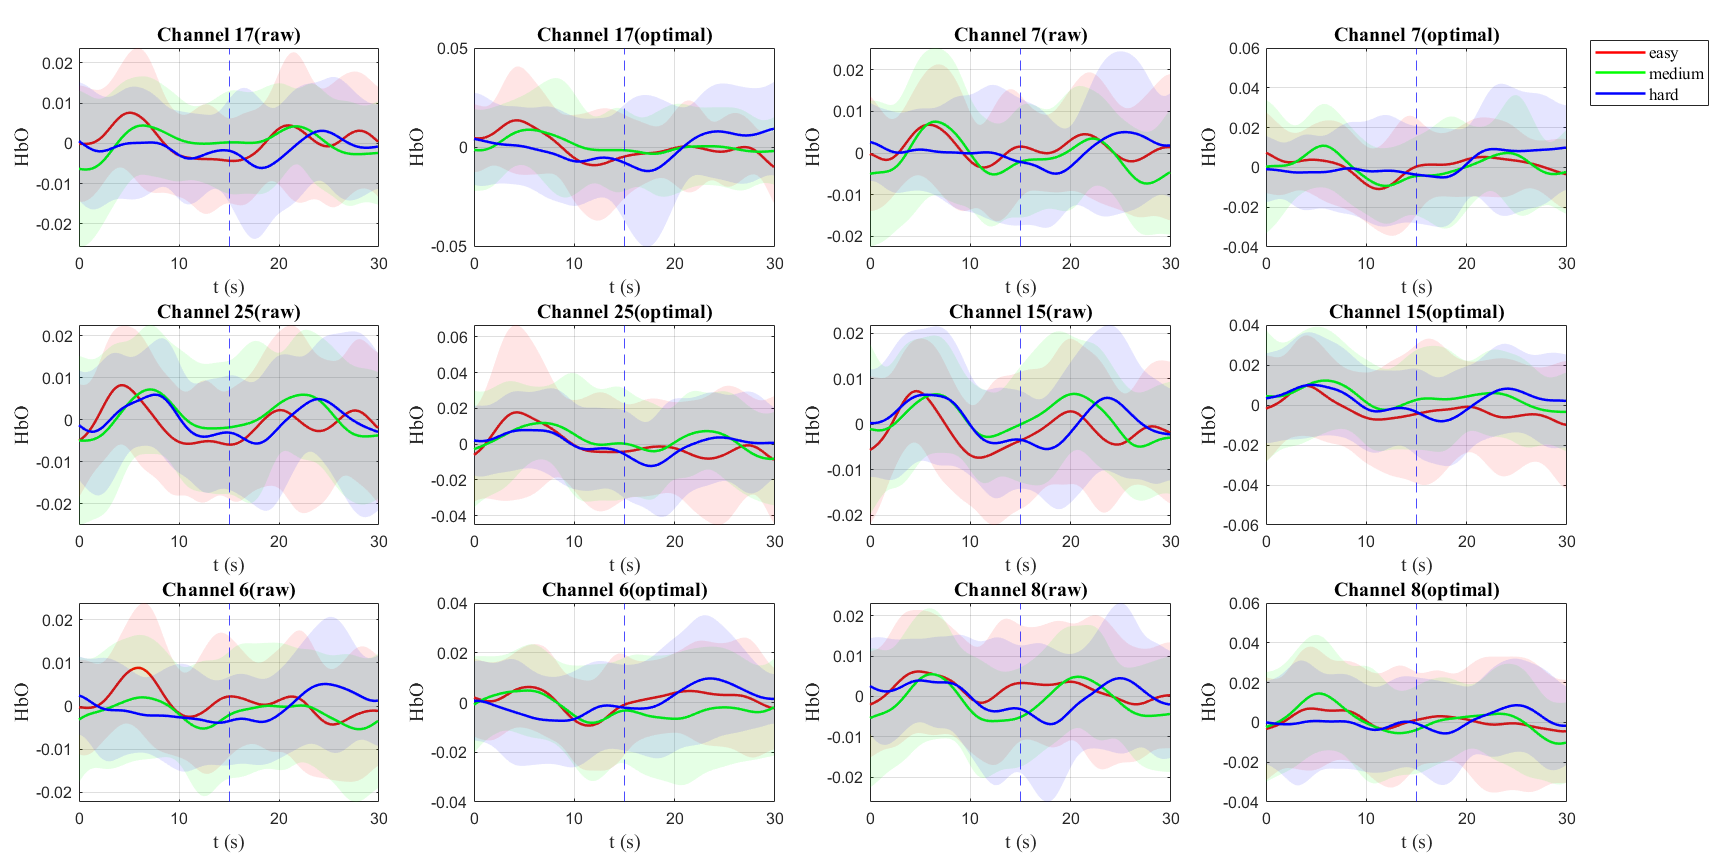 Channel 17(raw)
Channel 17(optimal)
Channel 7(raw)
Channel 7(optimal)
easy
medium
hard
HbO
0.02
0.01
0
-0.01
-0.02
0
10
20
30
t (s)
HbO
0.05
0
-0.05
0
10
20
30
t (s)
HbO
0.02
0.01
0
-0.01
-0.02
0
10
20
30
t (s)
HbO
0.06
0.04
0.02
0
-0.02
-0.04
0
10
20
30
t (s)
Channel 25(raw)
Channel 25(optimal)
Channel 15(raw)
Channel 15(optimal)
HbO
0.02
0.01
0
-0.01
-0.02
0
10
20
30
t (s)
HbO
0.06
0.04
0.02
0
-0.02
-0.04
0
10
20
30
t (s)
HbO
0.02
0.01
0
-0.01
-0.02
0
10
20
30
t (s)
HbO
0.04
0.02
0
-0.02
-0.04
-0.06
0
10
20
30
t (s)
Channel 6(raw)
Channel 6(optimal)
Channel 8(raw)
Channel 8(optimal)
HbO
0.02
0.01
0
-0.01
-0.02
0
10
20
30
t (s)
HbO
0.04
0.02
0
-0.02
-0.04
0
10
20
30
t (s)
HbO
0.02
0.01
0
-0.01
-0.02
0
10
20
30
t (s)
HbO
0.06
0.04
0.02
0
-0.02
-0.04
0
10
20
30
t (s)